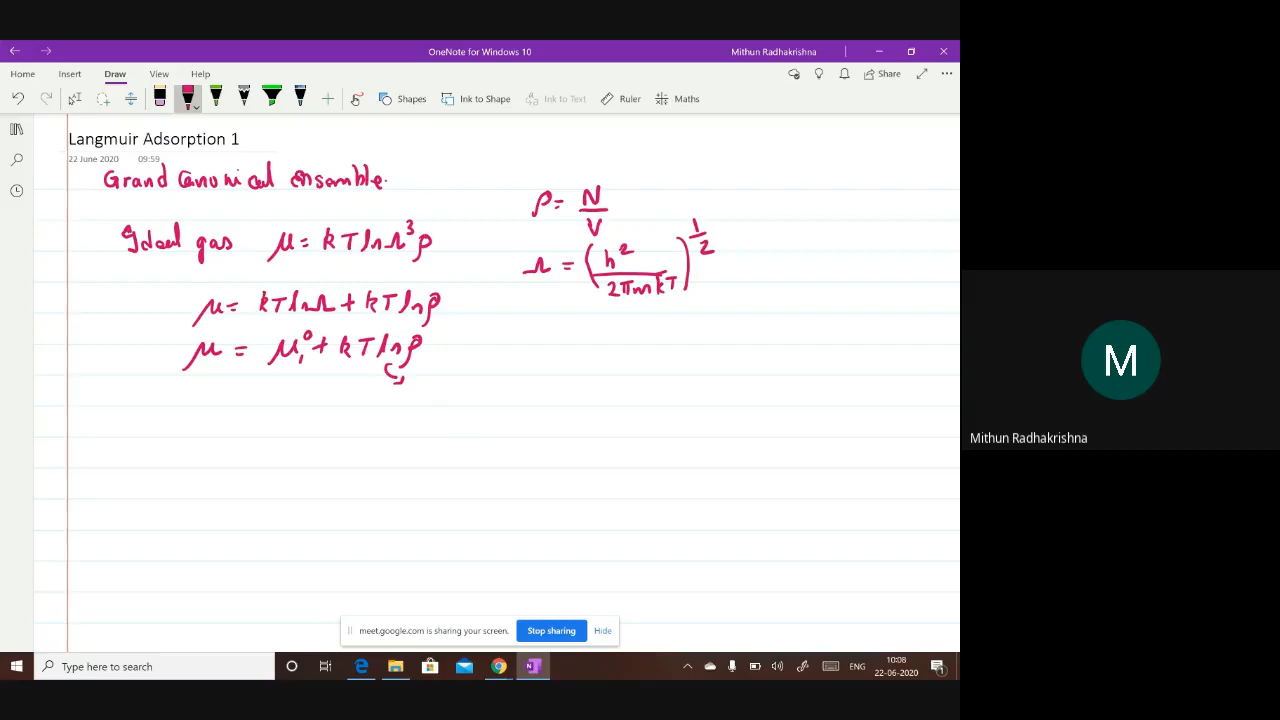 OneNote for Windows 10
Mithun Radhakrishna
Home Insert Draw View Help
Share
Shapes
Ink to Shape
Ink to Text
Ruler
Maths
Langmuir Adsorption 1
22 June 2020 09:59
Grand Canonical ensemble.
Ideal gas μ = kT ln Λ³ρ
ρ = N/V
Λ = (h²/2πmkT)^1/2
μ = kT ln Λ + kT ln ρ
μ = μ₁⁰ + kT ln ρ
M
Mithun Radhakrishna
meet.google.com is sharing your screen.
Stop sharing
Hide
Type here to search
ENG
10:08
22-06-2020
1